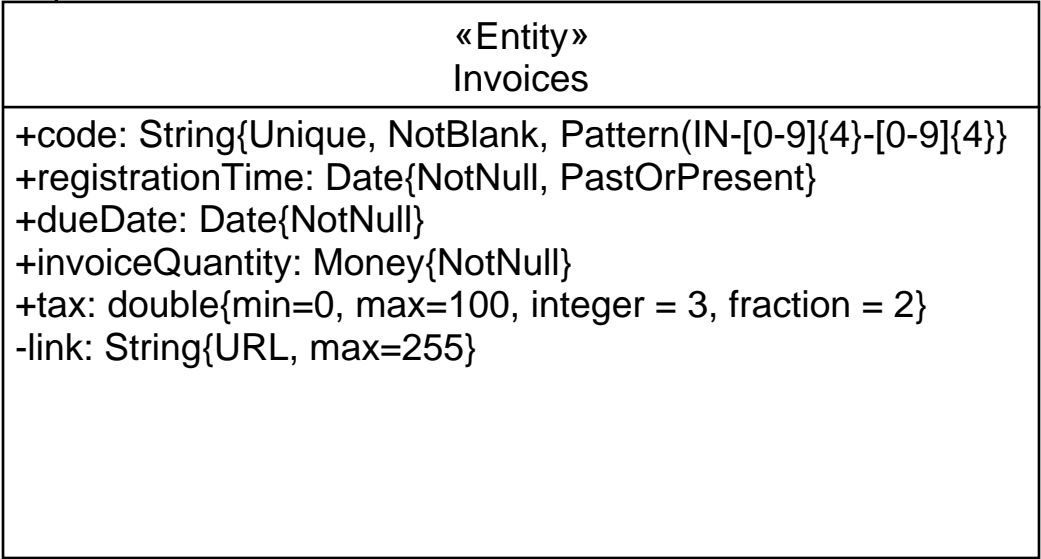 «Entity»
Invoices
+code: String{Unique, NotBlank, Pattern(IN-[0-9]{4}-[0-9]{4}}
+registrationTime: Date{NotNull, PastOrPresent}
+dueDate: Date{NotNull}
+invoiceQuantity: Money{NotNull}
+tax: double{min=0, max=100, integer = 3, fraction = 2}
-link: String{URL, max=255}